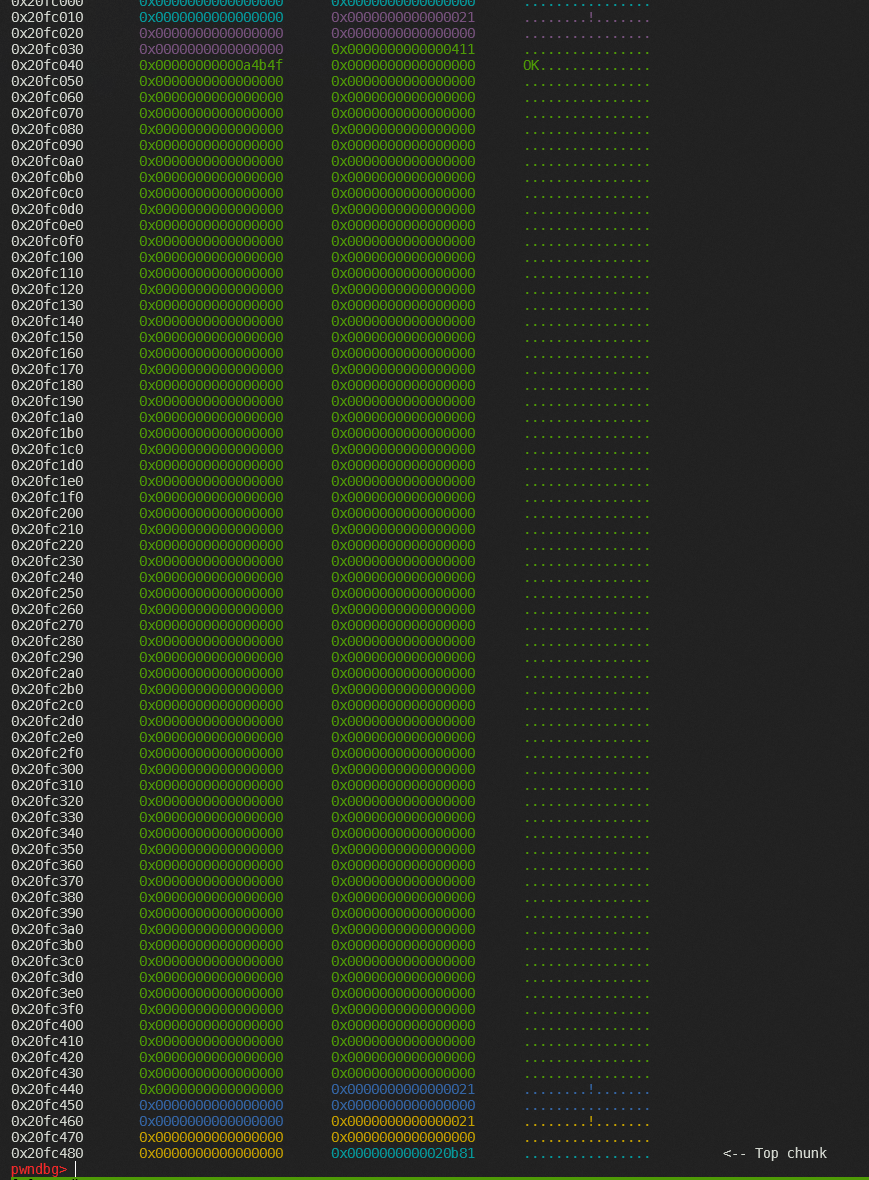 0x20fc000 0x0000000000000000 0x0000000000000000 ................
0x20fc010 0x0000000000000000 0x0000000000000021 ........!.......
0x20fc020 0x0000000000000000 0x0000000000000000 ................
0x20fc030 0x0000000000000000 0x0000000000000411 ................
0x20fc040 0x00000000000a4b4f 0x0000000000000000 OK..............
0x20fc050 0x0000000000000000 0x0000000000000000 ................
0x20fc060 0x0000000000000000 0x0000000000000000 ................
0x20fc070 0x0000000000000000 0x0000000000000000 ................
0x20fc080 0x0000000000000000 0x0000000000000000 ................
0x20fc090 0x0000000000000000 0x0000000000000000 ................
0x20fc0a0 0x0000000000000000 0x0000000000000000 ................
0x20fc0b0 0x0000000000000000 0x0000000000000000 ................
0x20fc0c0 0x0000000000000000 0x0000000000000000 ................
0x20fc0d0 0x0000000000000000 0x0000000000000000 ................
0x20fc0e0 0x0000000000000000 0x0000000000000000 ................
0x20fc0f0 0x0000000000000000 0x0000000000000000 ................
0x20fc100 0x0000000000000000 0x0000000000000000 ................
0x20fc110 0x0000000000000000 0x0000000000000000 ................
0x20fc120 0x0000000000000000 0x0000000000000000 ................
0x20fc130 0x0000000000000000 0x0000000000000000 ................
0x20fc140 0x0000000000000000 0x0000000000000000 ................
0x20fc150 0x0000000000000000 0x0000000000000000 ................
0x20fc160 0x0000000000000000 0x0000000000000000 ................
0x20fc170 0x0000000000000000 0x0000000000000000 ................
0x20fc180 0x0000000000000000 0x0000000000000000 ................
0x20fc190 0x0000000000000000 0x0000000000000000 ................
0x20fc1a0 0x0000000000000000 0x0000000000000000 ................
0x20fc1b0 0x0000000000000000 0x0000000000000000 ................
0x20fc1c0 0x0000000000000000 0x0000000000000000 ................
0x20fc1d0 0x0000000000000000 0x0000000000000000 ................
0x20fc1e0 0x0000000000000000 0x0000000000000000 ................
0x20fc1f0 0x0000000000000000 0x0000000000000000 ................
0x20fc200 0x0000000000000000 0x0000000000000000 ................
0x20fc210 0x0000000000000000 0x0000000000000000 ................
0x20fc220 0x0000000000000000 0x0000000000000000 ................
0x20fc230 0x0000000000000000 0x0000000000000000 ................
0x20fc240 0x0000000000000000 0x0000000000000000 ................
0x20fc250 0x0000000000000000 0x0000000000000000 ................
0x20fc260 0x0000000000000000 0x0000000000000000 ................
0x20fc270 0x0000000000000000 0x0000000000000000 ................
0x20fc280 0x0000000000000000 0x0000000000000000 ................
0x20fc290 0x0000000000000000 0x0000000000000000 ................
0x20fc2a0 0x0000000000000000 0x0000000000000000 ................
0x20fc2b0 0x0000000000000000 0x0000000000000000 ................
0x20fc2c0 0x0000000000000000 0x0000000000000000 ................
0x20fc2d0 0x0000000000000000 0x0000000000000000 ................
0x20fc2e0 0x0000000000000000 0x0000000000000000 ................
0x20fc2f0 0x0000000000000000 0x0000000000000000 ................
0x20fc300 0x0000000000000000 0x0000000000000000 ................
0x20fc310 0x0000000000000000 0x0000000000000000 ................
0x20fc320 0x0000000000000000 0x0000000000000000 ................
0x20fc330 0x0000000000000000 0x0000000000000000 ................
0x20fc340 0x0000000000000000 0x0000000000000000 ................
0x20fc350 0x0000000000000000 0x0000000000000000 ................
0x20fc360 0x0000000000000000 0x0000000000000000 ................
0x20fc370 0x0000000000000000 0x0000000000000000 ................
0x20fc380 0x0000000000000000 0x0000000000000000 ................
0x20fc390 0x0000000000000000 0x0000000000000000 ................
0x20fc3a0 0x0000000000000000 0x0000000000000000 ................
0x20fc3b0 0x0000000000000000 0x0000000000000000 ................
0x20fc3c0 0x0000000000000000 0x0000000000000000 ................
0x20fc3d0 0x0000000000000000 0x0000000000000000 ................
0x20fc3e0 0x0000000000000000 0x0000000000000000 ................
0x20fc3f0 0x0000000000000000 0x0000000000000000 ................
0x20fc400 0x0000000000000000 0x0000000000000000 ................
0x20fc410 0x0000000000000000 0x0000000000000000 ................
0x20fc420 0x0000000000000000 0x0000000000000000 ................
0x20fc430 0x0000000000000000 0x0000000000000000 ................
0x20fc440 0x0000000000000000 0x0000000000000021 ........!.......
0x20fc450 0x0000000000000000 0x0000000000000000 ................
0x20fc460 0x0000000000000000 0x0000000000000021 ........!.......
0x20fc470 0x0000000000000000 0x0000000000000000 ................
0x20fc480 0x0000000000000000 0x0000000000020b81 ................ <-- Top chunk
pwndbg>